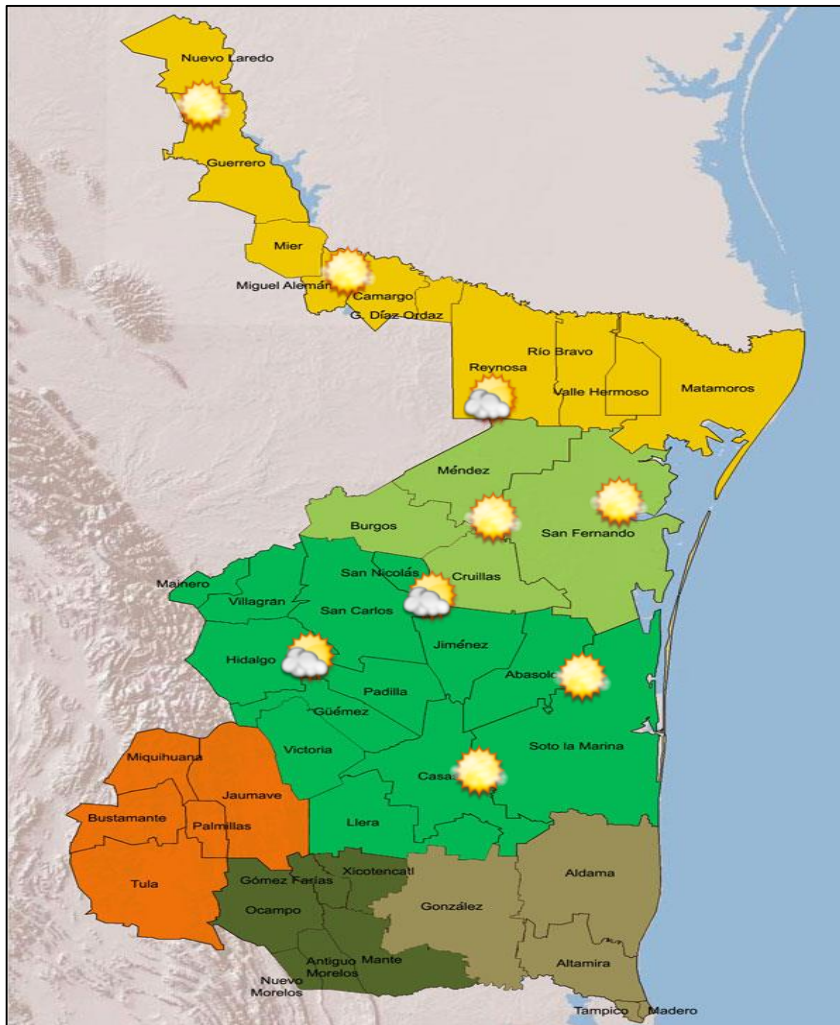 Nuevo Laredo
Guerrero
Mier
Miguel Alemán
Camargo
G. Díaz Ordaz
Río Bravo
Reynosa
Valle Hermoso
Matamoros
Méndez
Burgos
San Fernando
San Nicolás
Cruillas
Mainero
Villagrán
San Carlos
Jiménez
Hidalgo
Abasolo
Padilla
Güémez
Victoria
Soto la Marina
Miquihuana
Casa
Jaumave
Bustamante
Palmillas
Llera
Xicotencatl
Aldama
Tula
Gómez Farías
Ocampo
González
Antiguo
Morelos
Mante
Altamira
Nuevo
Morelos
Tampico
Madero